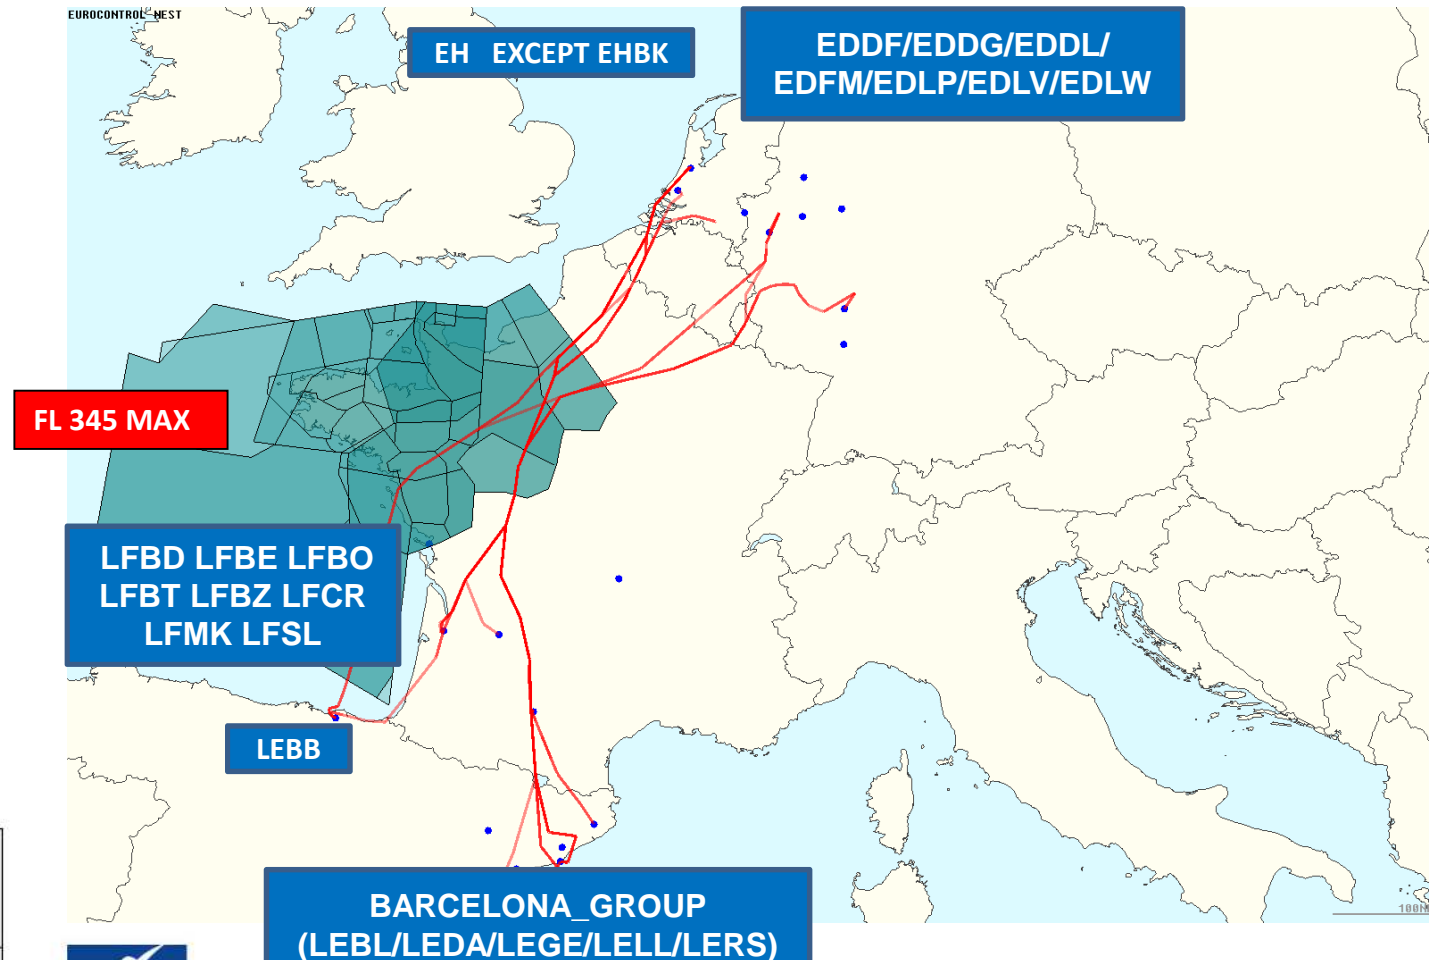 EUROCONTROL NEST
EH EXCEPT EHBK
EDDF/EDDG/EDDL/
EDFM/EDLP/EDLV/EDLW
FL 345 MAX
LFBD LFBE LFBO
LFBT LFBZ LFCR
LFMK LFSL
LEBB
BARCELONA_GROUP
(LEBL/LEDA/LEGE/LELL/LERS)